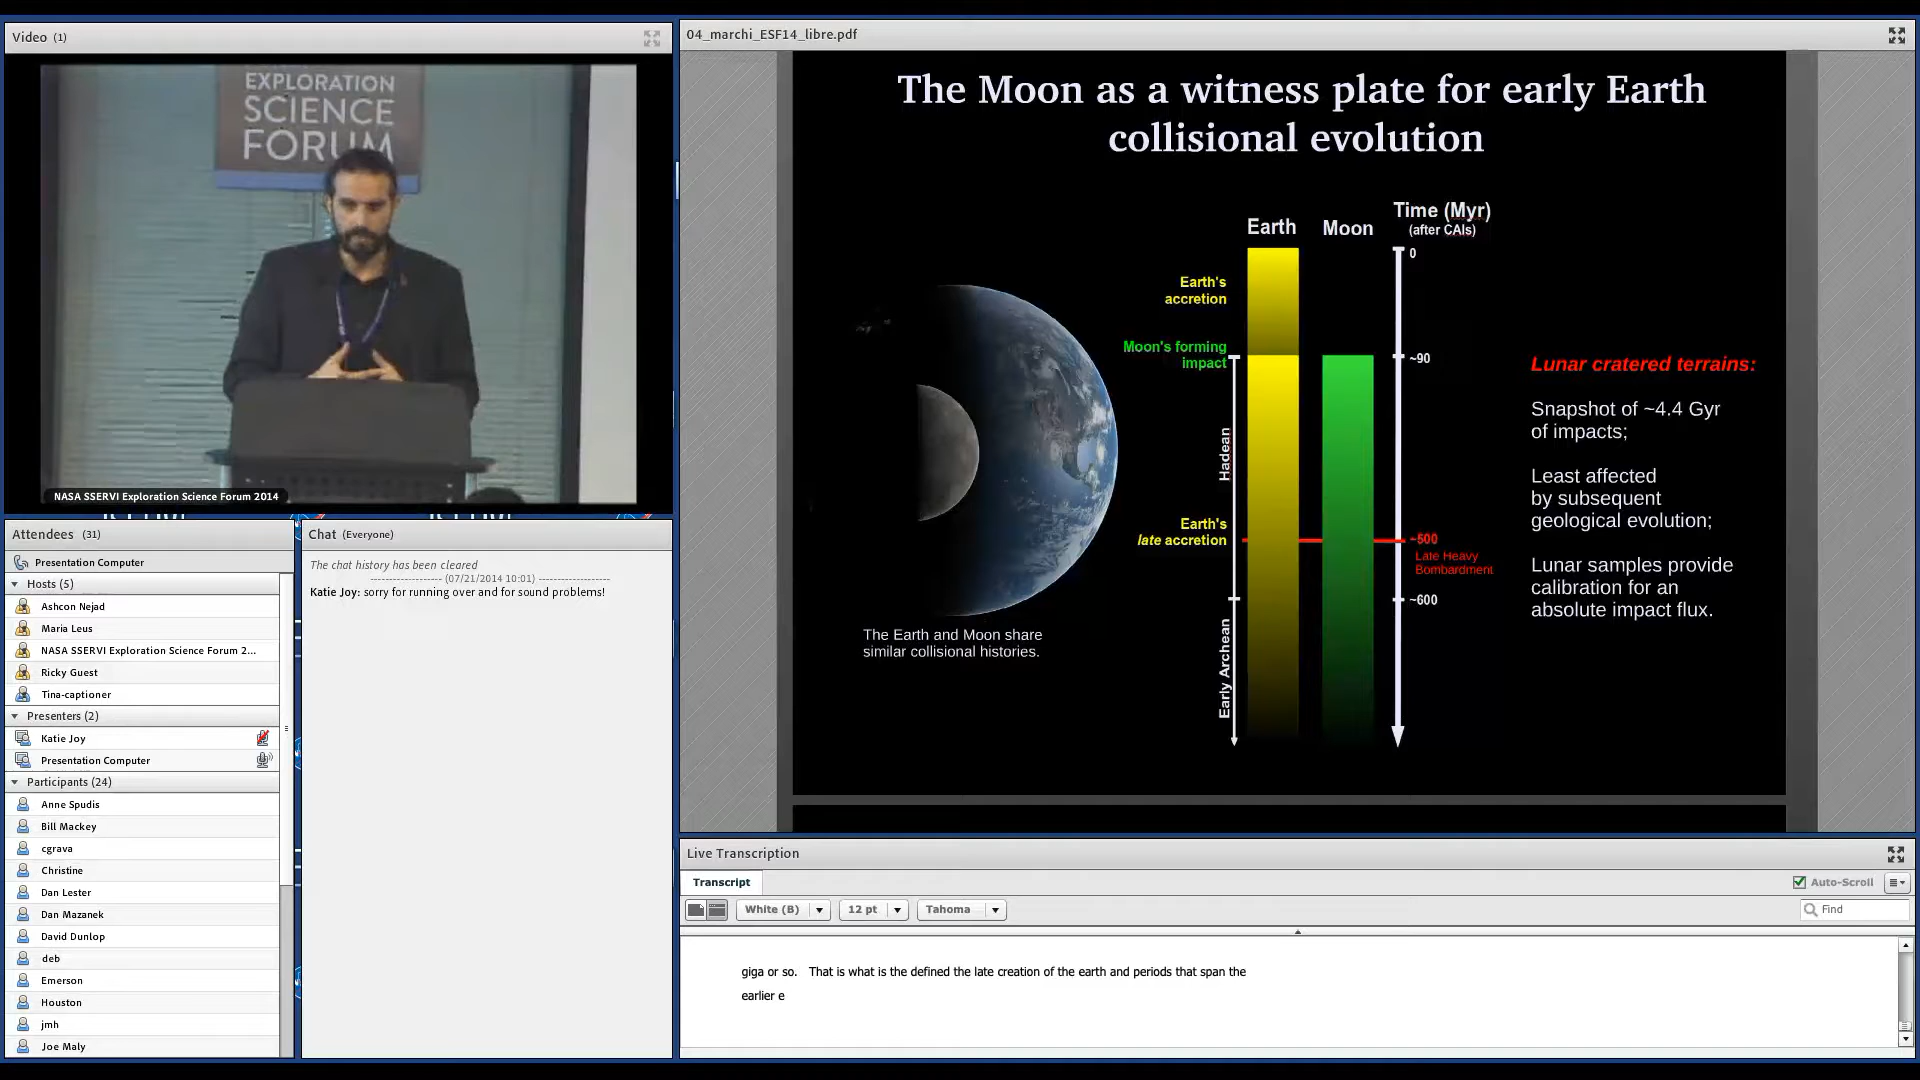 Video (1)
EXPLORATION
SCIENCE
FORUM
NASA SSERVI Exploration Science Forum 2014
Attendees (31)
Presentation Computer
Hosts (5)
Ashcon Nejad
Maria Leus
NASA SSERVI Exploration Science Forum 2...
Ricky Guest
Tina-captioner
Presenters (2)
Katie Joy
Presentation Computer
Participants (24)
Anne Spudis
Bill Mackey
cgrava
Christine
Dan Lester
Dan Mazanek
David Dunlop
deb
Emerson
Houston
jmh
Joe Maly
Chat (Everyone)
The chat history has been cleared
------------------- (07/21/2014 10:01) -------------------
Katie Joy: sorry for running over and for sound problems!
04_marchi_ESF14_libre.pdf
The Moon as a witness plate for early Earth
collisional evolution
Earth
Moon
Time (Myr)
(after CAIs)
0
Earth's
accretion
Moon's forming
impact
~90
Hadean
Earth's
late accretion
~500
Late Heavy
Bombardment
~600
Early Archean
The Earth and Moon share
similar collisional histories.
Lunar cratered terrains:
Snapshot of ~4.4 Gyr
of impacts;
Least affected
by subsequent
geological evolution;
Lunar samples provide
calibration for an
absolute impact flux.
Live Transcription
Transcript
Auto-Scroll
White (B)
12 pt
Tahoma
Find
giga or so. That is what is the defined the late creation of the earth and periods that span the
earlier e